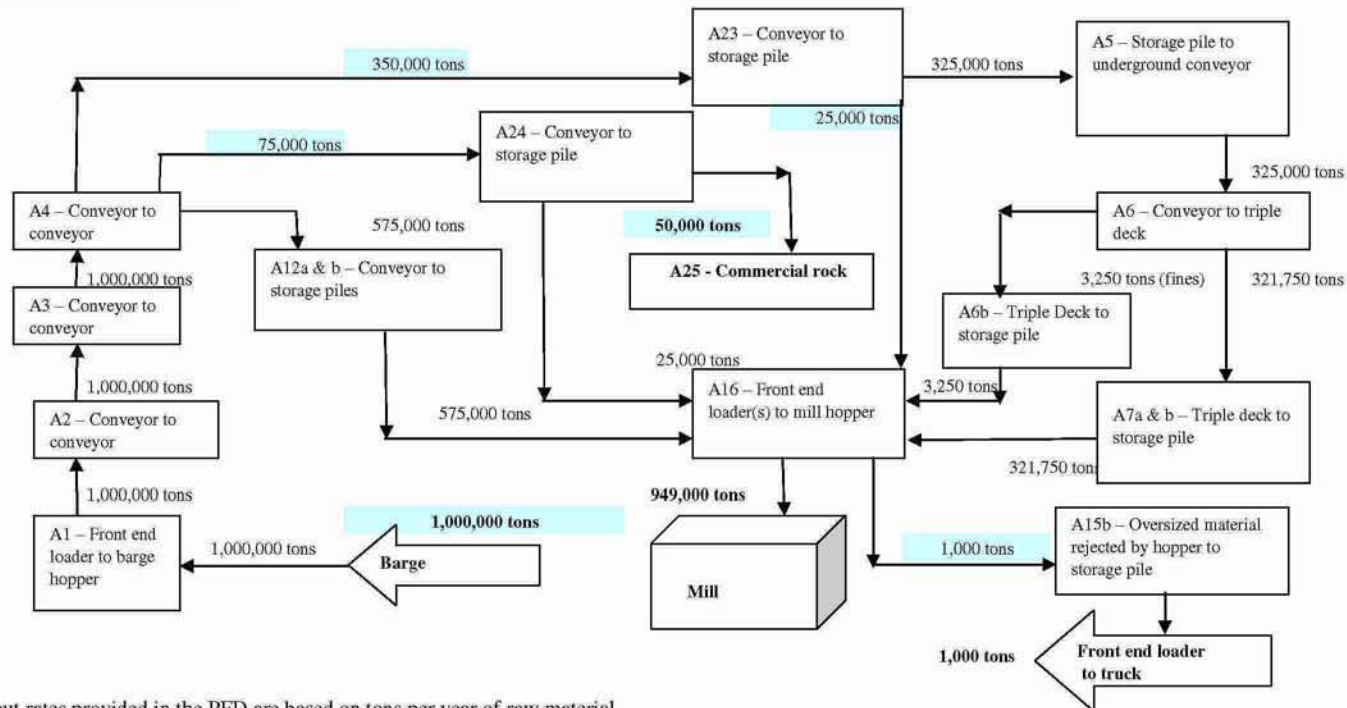 A23 – Conveyor to
storage pile
A5 – Storage pile to
underground conveyor
350,000 tons
325,000 tons
25,000 tons
A24 – Conveyor to
storage pile
75,000 tons
325,000 tons
A4 – Conveyor to
conveyor
A6 – Conveyor to triple
deck
575,000 tons
50,000 tons
A12a & b – Conveyor to
storage piles
A25 - Commercial rock
1,000,000 tons
3,250 tons (fines)
321,750 tons
A3 – Conveyor to
conveyor
A6b – Triple Deck to
storage pile
25,000 tons
1,000,000 tons
A16 – Front end
loader(s) to mill hopper
3,250 tons
575,000 tons
A2 – Conveyor to
conveyor
A7a & b – Triple deck to
storage pile
321,750 tons
1,000,000 tons
949,000 tons
1,000,000 tons
A1 – Front end
loader to barge
hopper
1,000,000 tons
Barge
Mill
1,000 tons
A15b – Oversized material
rejected by hopper to
storage pile
1,000 tons
Front end loader
to truck
rates provided in the PFD are based on tons per year of raw material